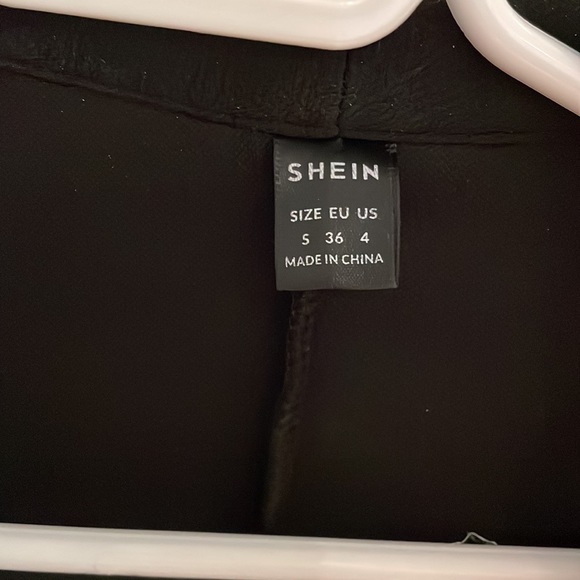 SHEIN
SIZE EU US
S 36 4
MADE IN CHINA